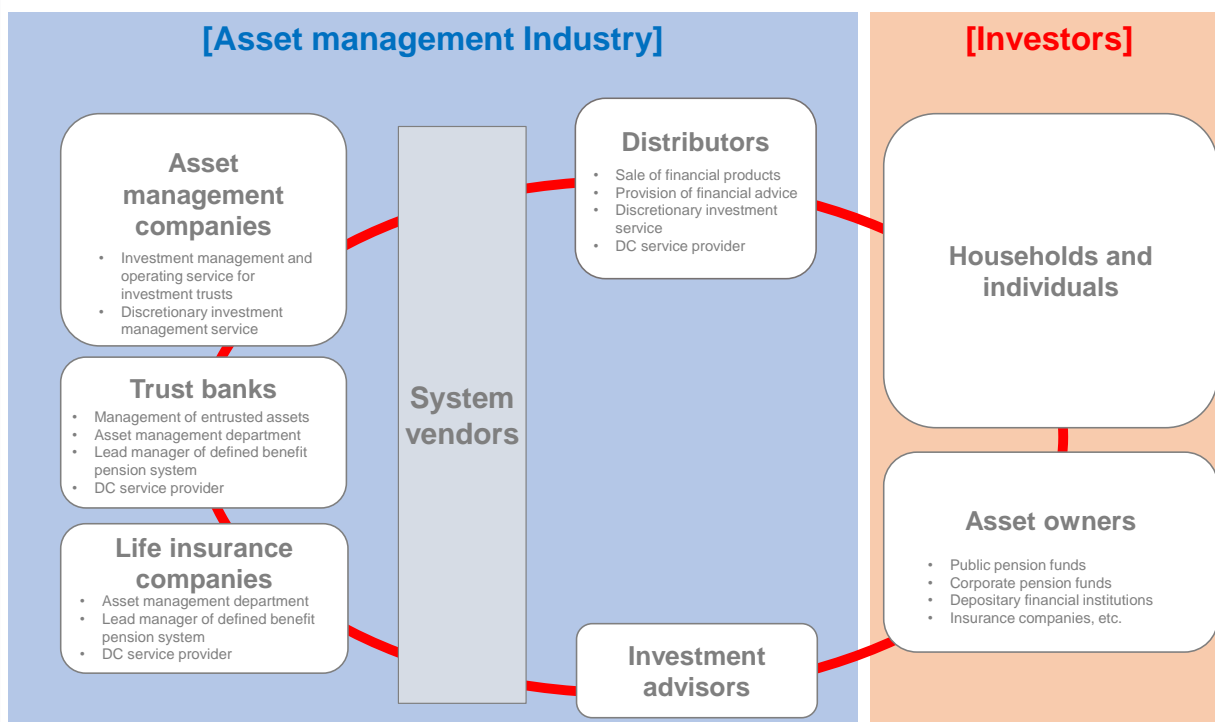 [Asset management Industry]
[Investors]
Asset
management
companies
• Investment management and
operating service for
investment trusts
• Discretionary investment
management service
Trust banks
• Management of entrusted assets
• Asset management department
• Lead manager of defined benefit
pension system
• DC service provider
Life insurance
companies
• Asset management department
• Lead manager of defined benefit
pension system
• DC service provider
System
vendors
Distributors
• Sale of financial products
• Provision of financial advice
• Discretionary investment
service
• DC service provider
Investment
advisors
Households and
individuals
Asset owners
• Public pension funds
• Corporate pension funds
• Depositary financial institutions
• Insurance companies, etc.